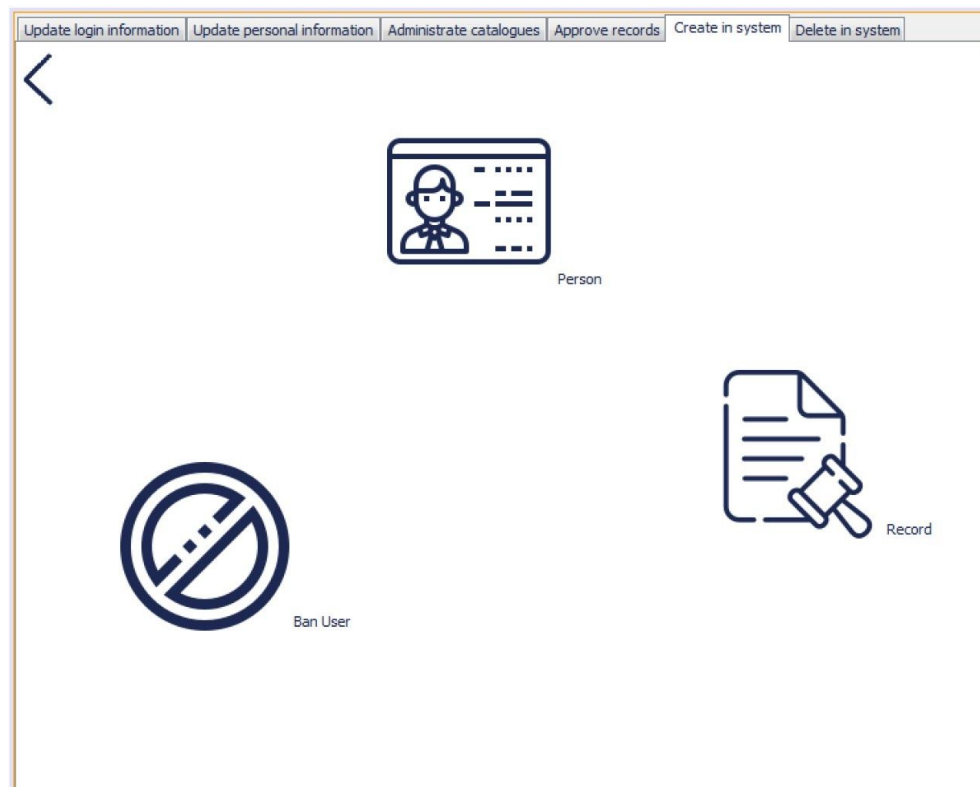 Update login information Update personal information Administrate catalogues Approve records Create in system Delete in system
Person
Record
Ban User